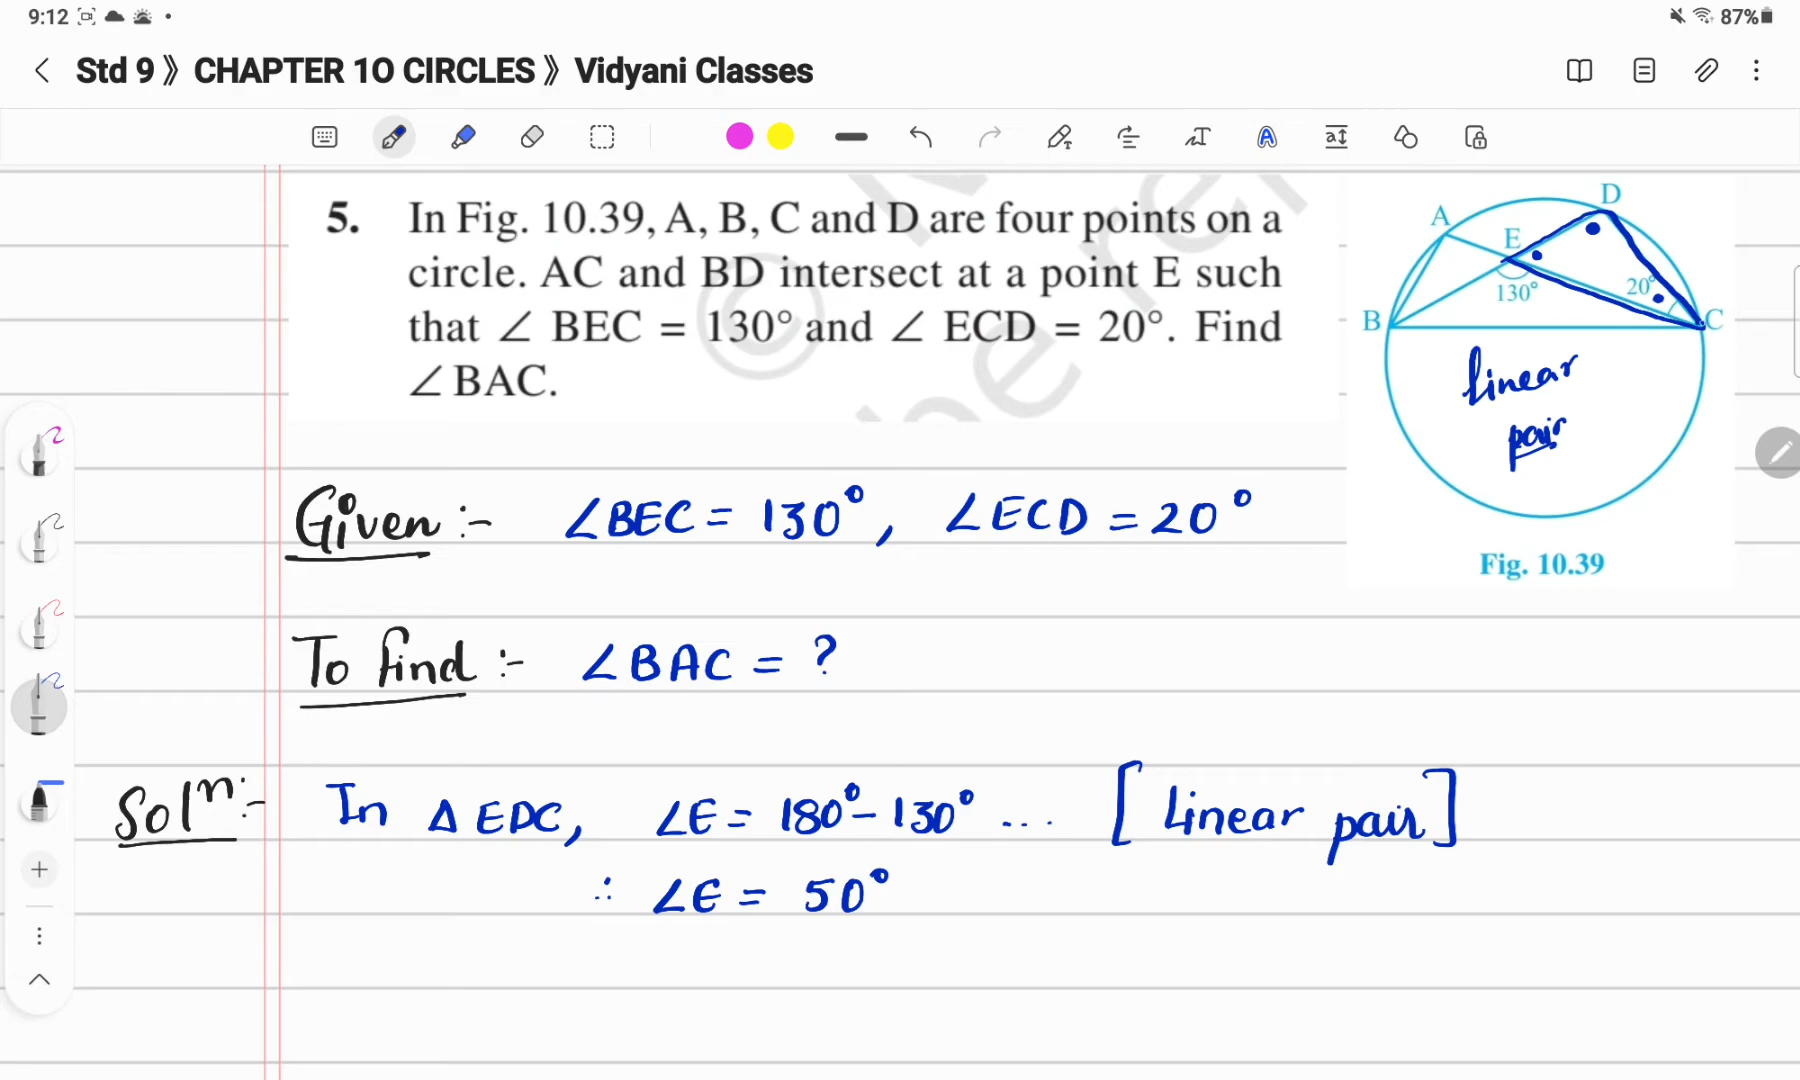 9:12
87%
Std 9 》 CHAPTER 1O CIRCLES 》 Vidyani Classes
5. In Fig. 10.39, A, B, C and D are four points on a
circle. AC and BD intersect at a point E such
that ∠ BEC = 130° and ∠ ECD = 20°. Find
∠ BAC.
A
D
E
130°
20°
B
C
linear
pair
Fig. 10.39
Given :- ∠BEC = 130°, ∠ECD = 20°
To find :- ∠BAC = ?
Solⁿ:- In △ EDC, ∠E = 180° - 130° ... [Linear pair]
∴ ∠E = 50°